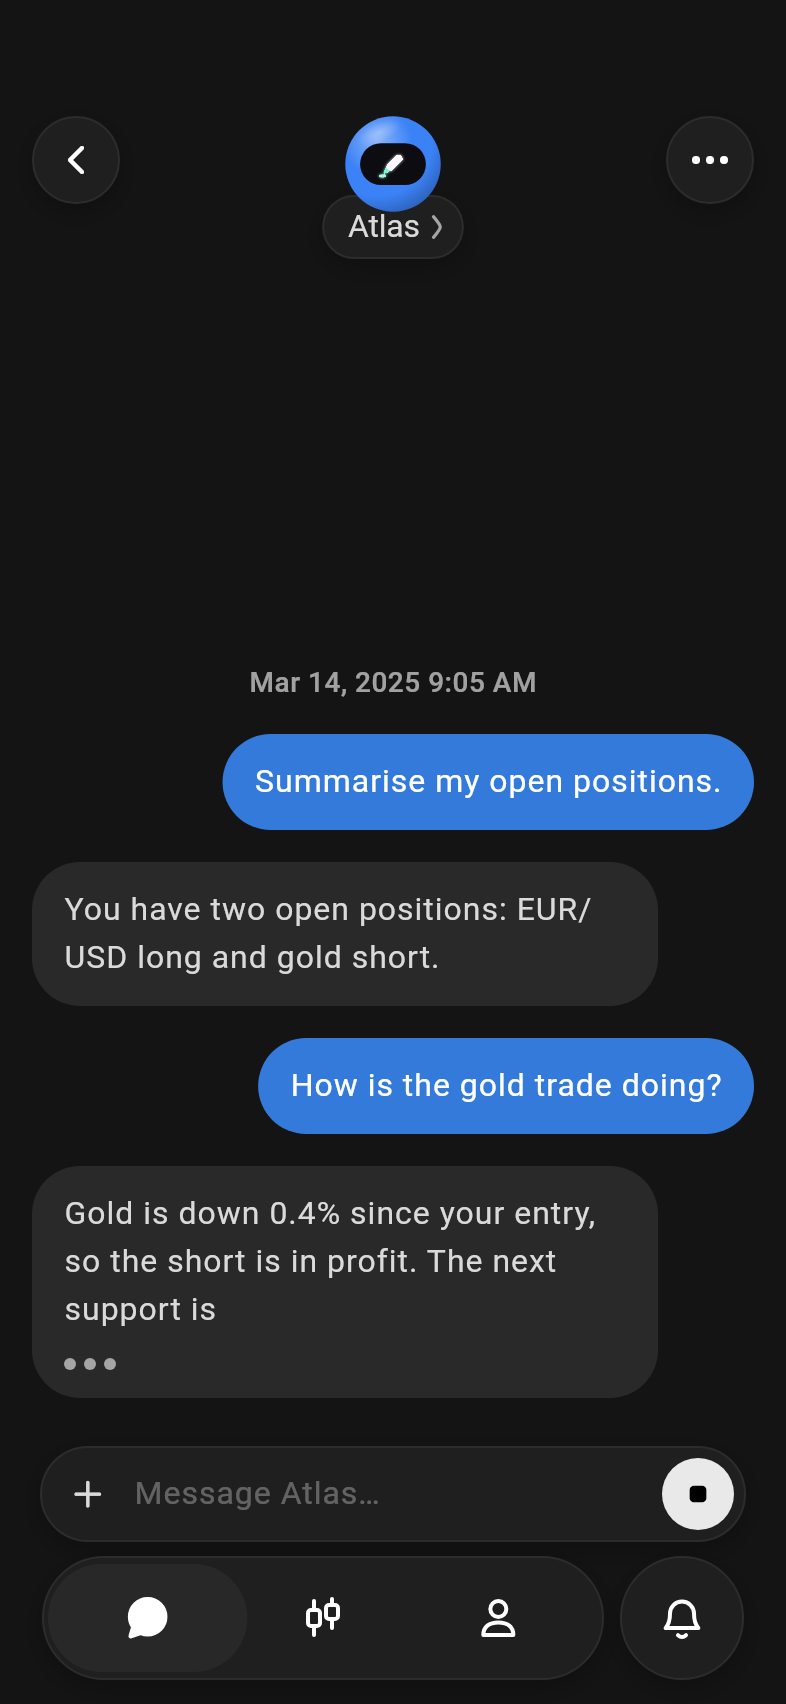 Atlas
Mar 14, 2025 9:05 AM
Summarise my open positions.
You have two open positions: EUR/
USD long and gold short.
How is the gold trade doing?
Gold is down 0.4% since your entry,
so the short is in profit. The next
support is
Message Atlas…